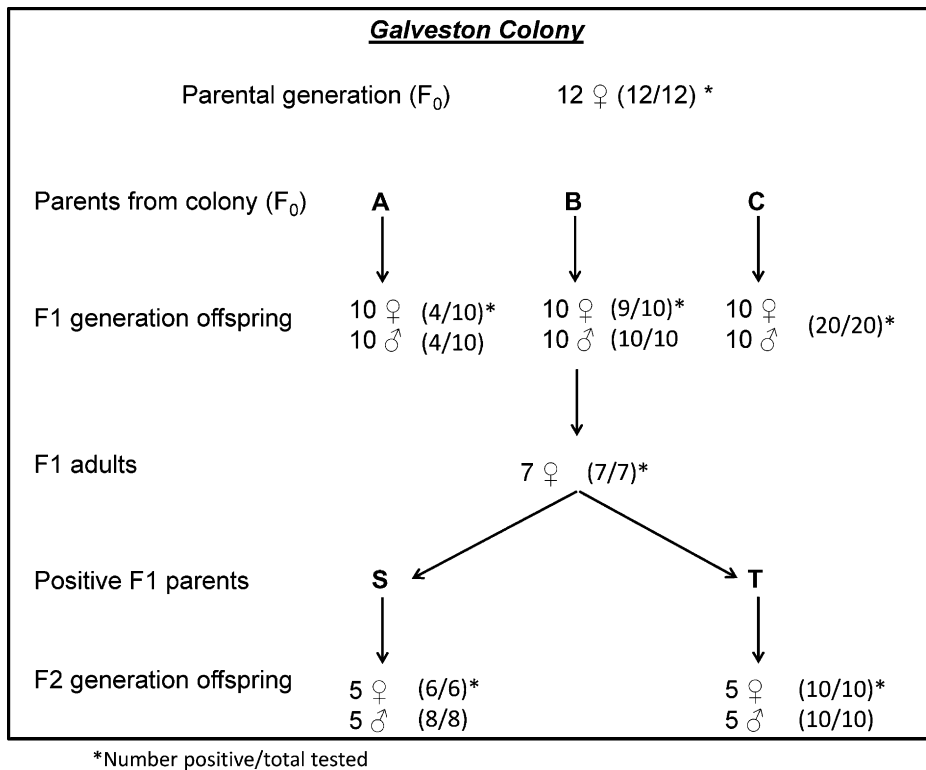 Galveston Colony
Parental generation (F0) 12 ♀ (12/12) *
Parents from colony (F0) A B C
F1 generation offspring
10 ♀ (4/10)* 10 ♀ (9/10)* 10 ♀
10 ♂ (4/10) 10 ♂ (10/10 10 ♂
(20/20)*
F1 adults 7 ♀ (7/7)*
Positive F1 parents S T
F2 generation offspring
5 ♀ (6/6)* 5 ♀ (10/10)*
5 ♂ (8/8) 5 ♂ (10/10)
*Number positive/total tested